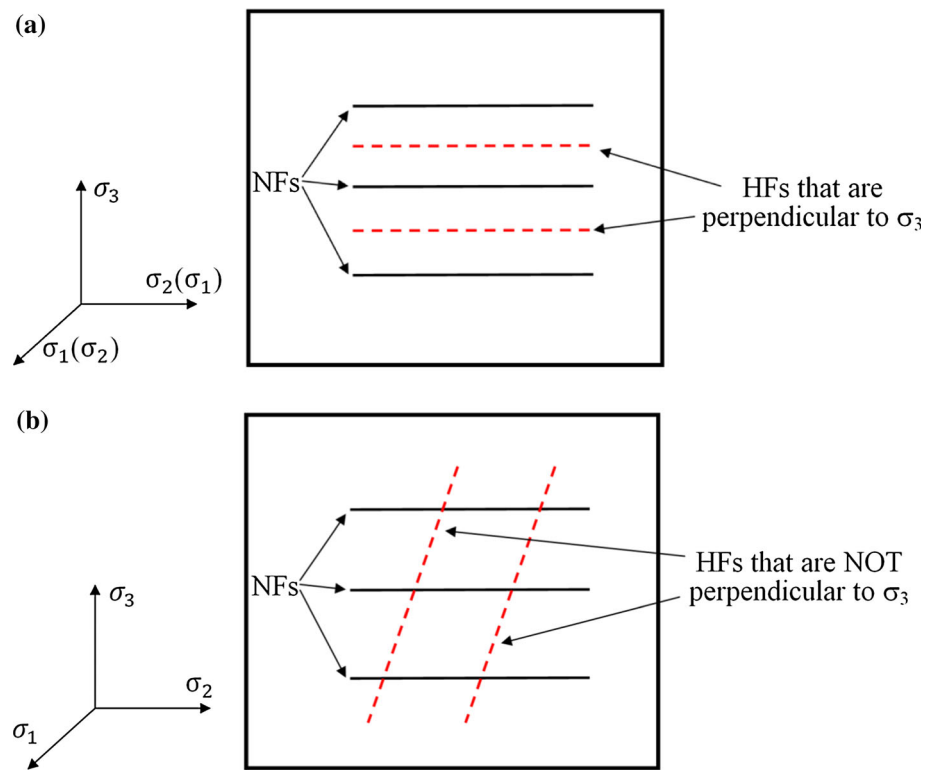 (a)
NFs
HFs that are
perpendicular to σ₃
σ₃
σ₂(σ₁)
σ₁(σ₂)
(b)
NFs
HFs that are NOT
perpendicular to σ₃
σ₃
σ₂
σ₁